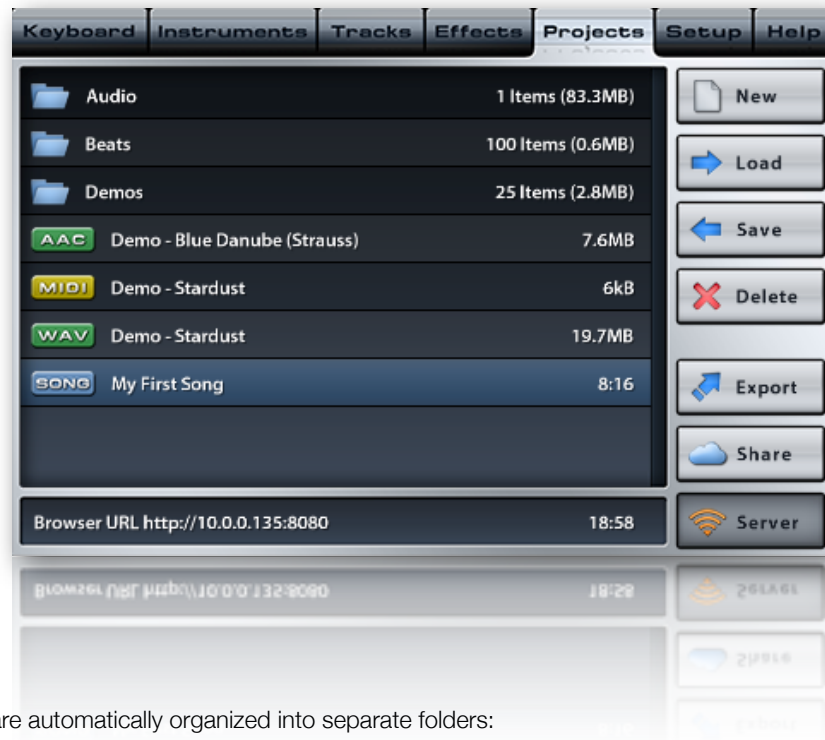 Keyboard Instruments Tracks Effects Projects Setup Help
Audio 1 Items (83.3MB) New
Beats 100 Items (0.6MB)
Load
Demos 25 Items (2.8MB)
AAC Demo - Blue Danube (Strauss) 7.6MB Save
MIDI Demo - Stardust 6kB Delete
WAV Demo - Stardust 19.7MB
SONG My First Song 8:16 Export
Share
Browser URL http://10.0.0.135:8080 18:58 Server
are automatically organized into separate folders: